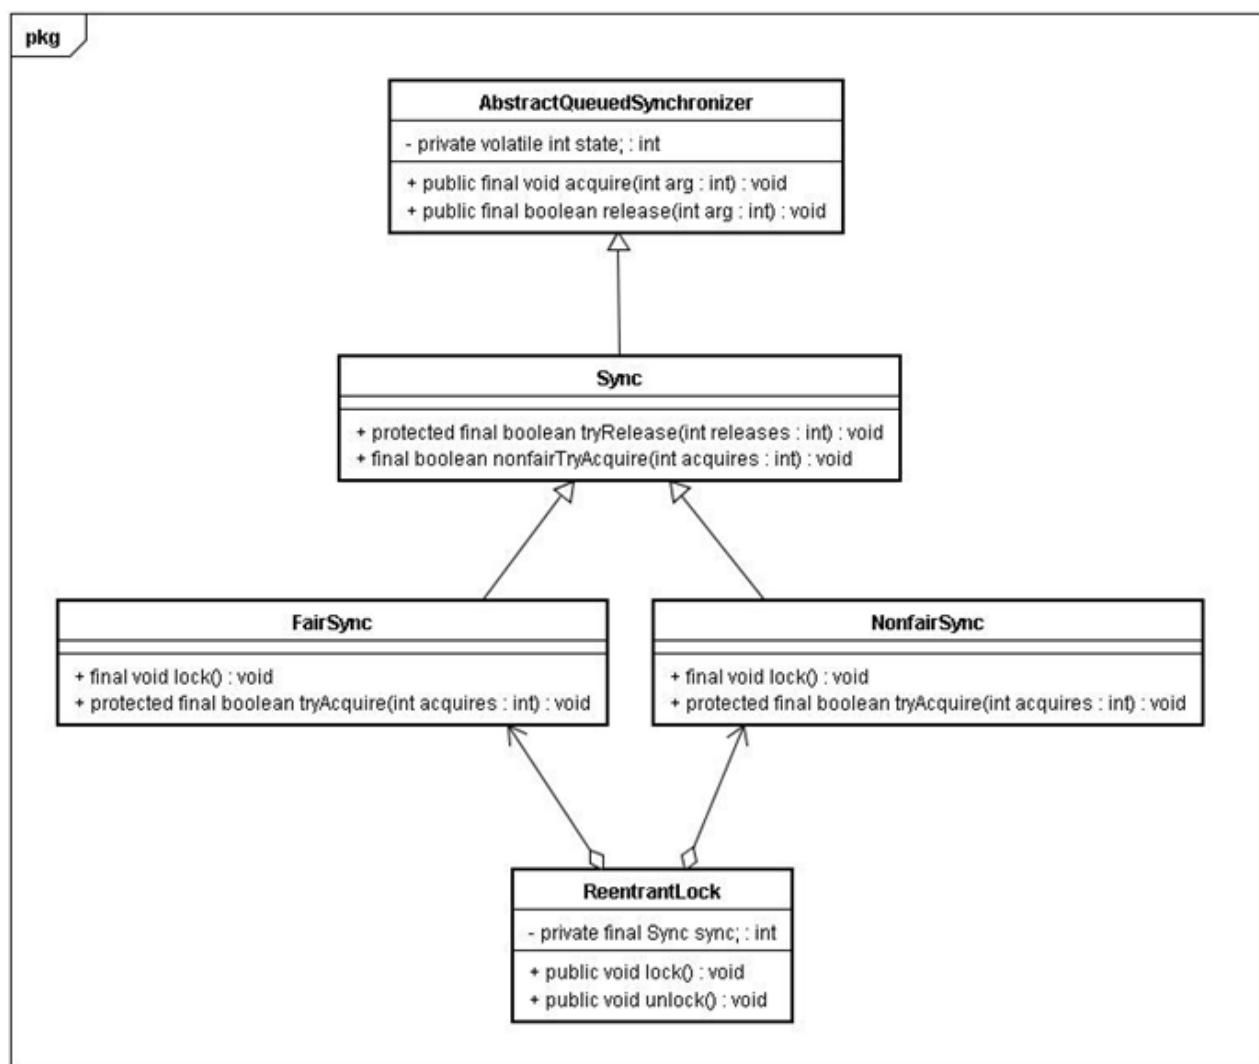 pkg
AbstractQueuedSynchronizer
- private volatile int state; : int
+ public final void acquire(int arg : int) : void
+ public final boolean release(int arg : int) : void
Sync
+ protected final boolean tryRelease(int releases : int) : void
+ final boolean nonfairTryAcquire(int acquires : int) : void
FairSync
+ final void lock() : void
+ protected final boolean tryAcquire(int acquires : int) : void
NonfairSync
+ final void lock() : void
+ protected final boolean tryAcquire(int acquires : int) : void
ReentrantLock
- private final Sync sync; : int
+ public void lock() : void
+ public void unlock() : void